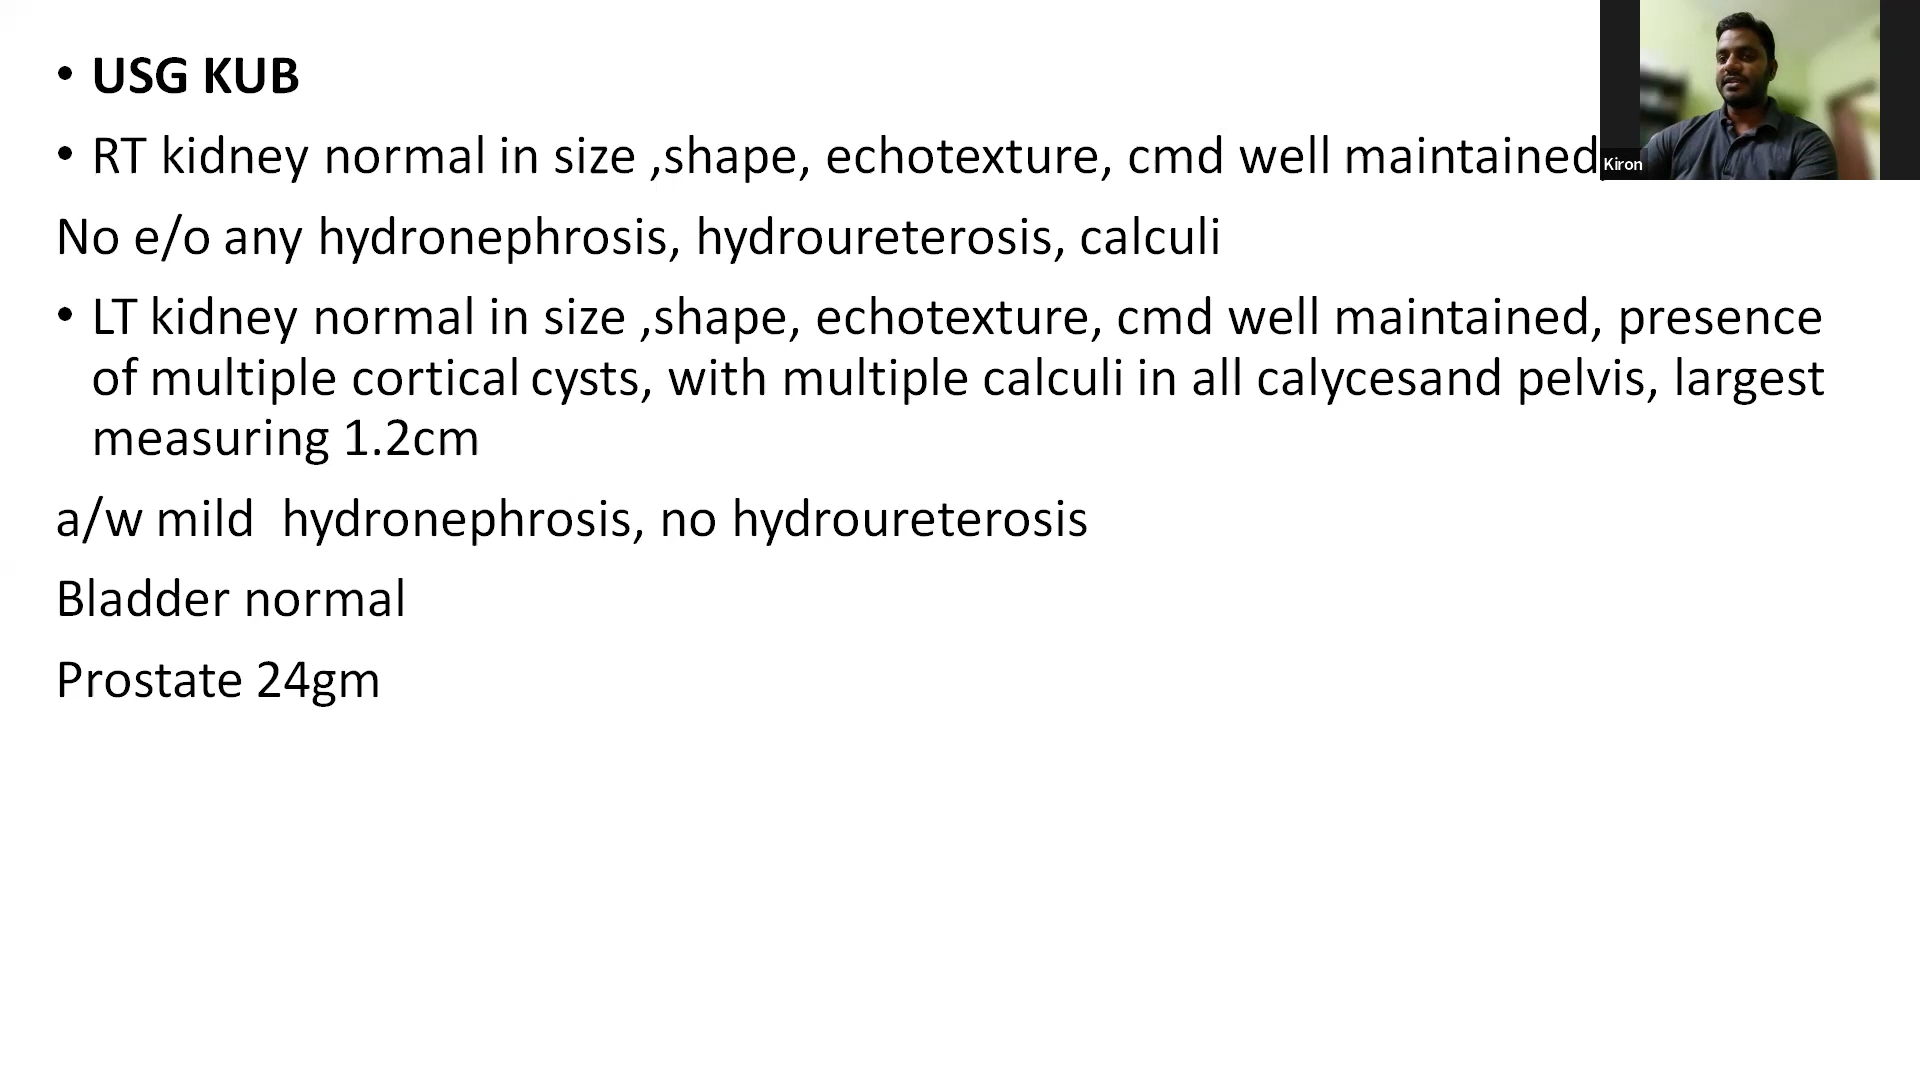 • USG KUB
• RT kidney normal in size ,shape, echotexture, cmd well maintained
Kiron
No e/o any hydronephrosis, hydroureterosis, calculi
• LT kidney normal in size ,shape, echotexture, cmd well maintained, presence
of multiple cortical cysts, with multiple calculi in all calycesand pelvis, largest
measuring 1.2cm
a/w mild  hydronephrosis, no hydroureterosis
Bladder normal
Prostate 24gm